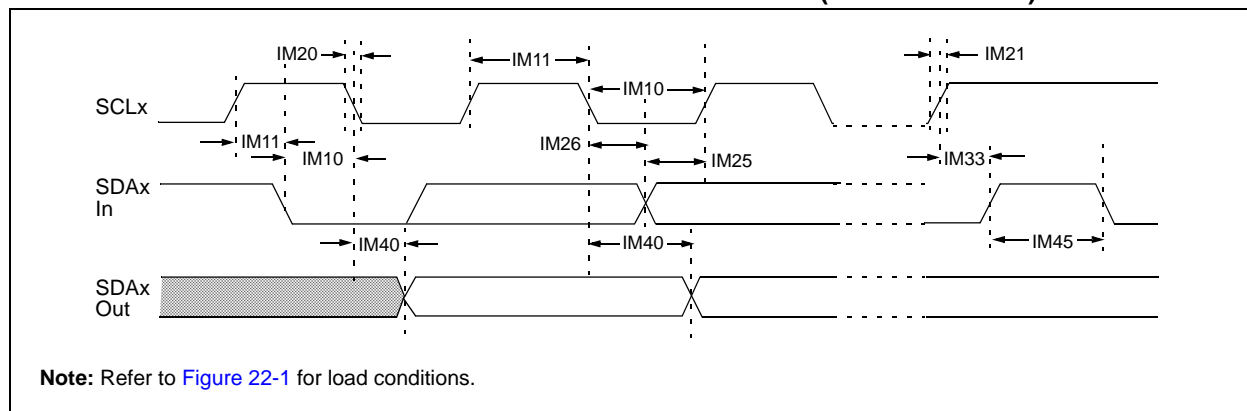 IM20
IM11
IM21
SCLx
IM10
IM11
IM26
IM10
IM25
IM33
SDAx
In
IM40
IM40
IM45
SDAx
Out
Note: Refer to Figure 22-1 for load conditions.